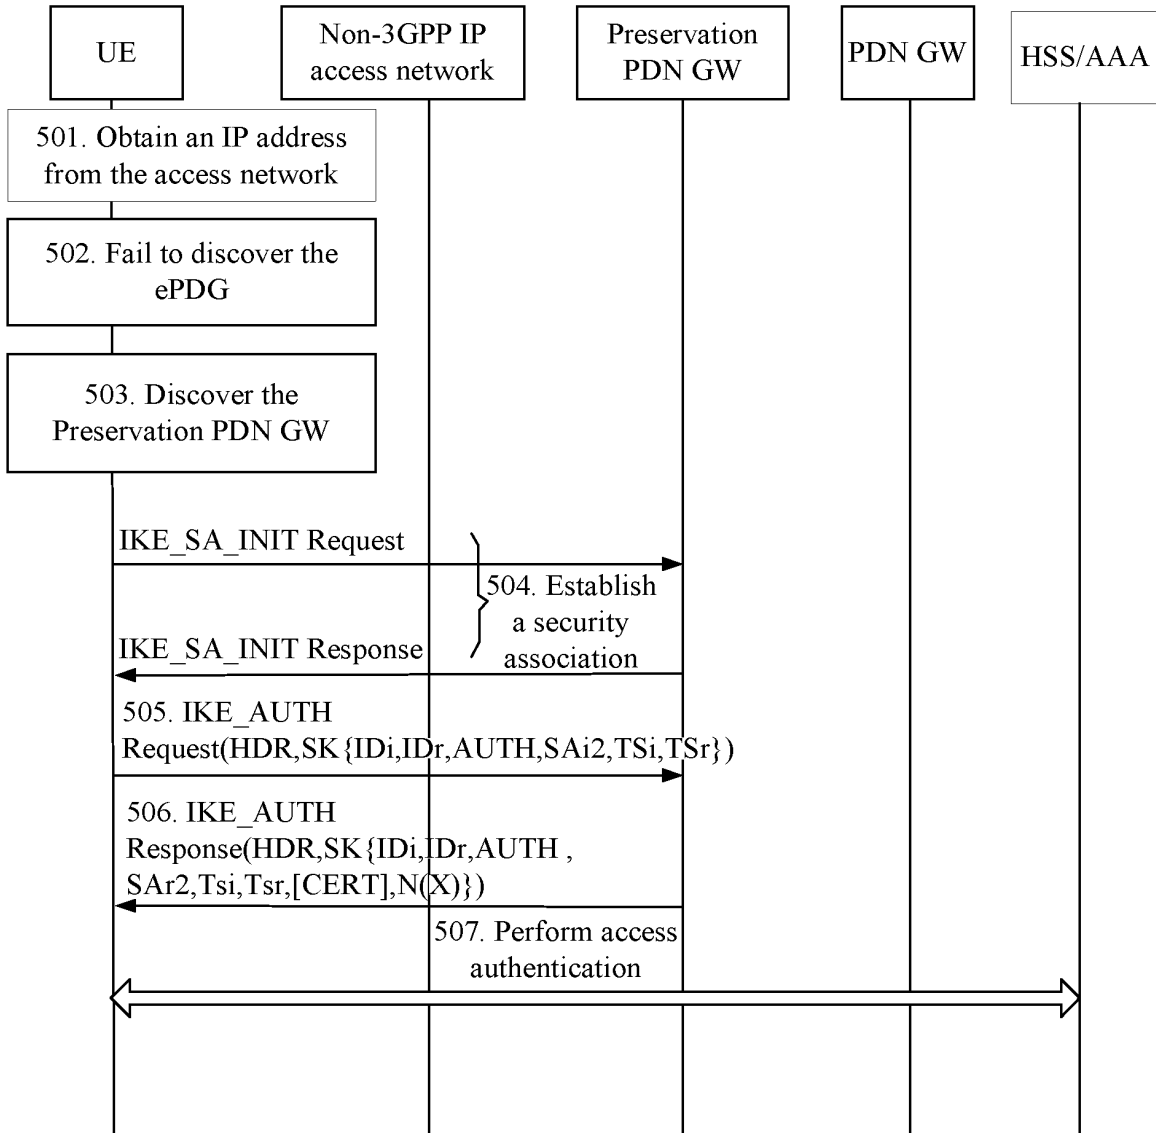 UE
Non-3GPP IP
access network
Preservation
PDN GW
PDN GW
HSS/AAA
501. Obtain an IP address
from the access network
502. Fail to discover the
ePDG
503. Discover the
Preservation PDN GW
IKE_SA_INIT Request
504. Establish
a security
association
IKE_SA_INIT Response
505. IKE_AUTH
Request(HDR,SK{IDi,IDr,AUTH,SAi2,TSi,TSr})
506. IKE_AUTH
Response(HDR,SK{IDi,IDr,AUTH ,
SAr2,Tsi,Tsr,[CERT],N(X)})
507. Perform access
authentication